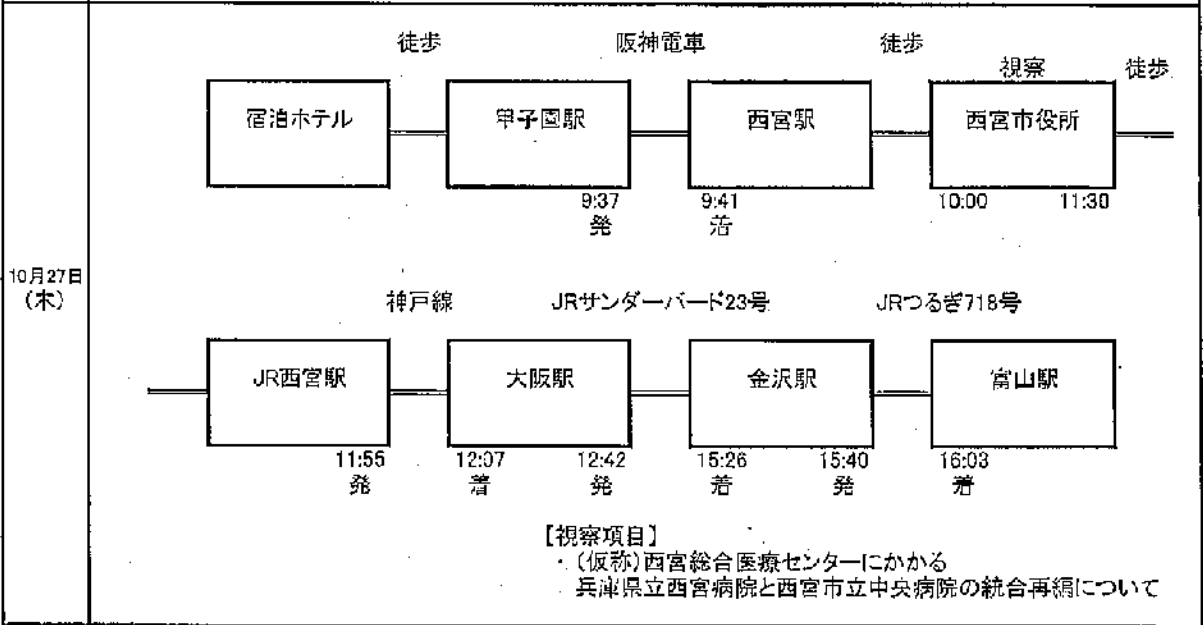 10月27日
(木)
徒歩 阪神電車 徒歩 視察 徒歩
宿泊ホテル 甲子園駅 西宮駅 西宮市役所
9:37 9:41 10:00 11:30
発 着
神戸線 JRサンダーバード23号 JRつるぎ718号
JR西宮駅 大阪駅 金沢駅 富山駅
11:55 12:07 12:42 15:26 15:40 16:03
発 着 発 着 発 着
【視察項目】
・(仮称)西宮総合医療センターにかかる
兵庫県立西宮病院と西宮市立中央病院の統合再編について